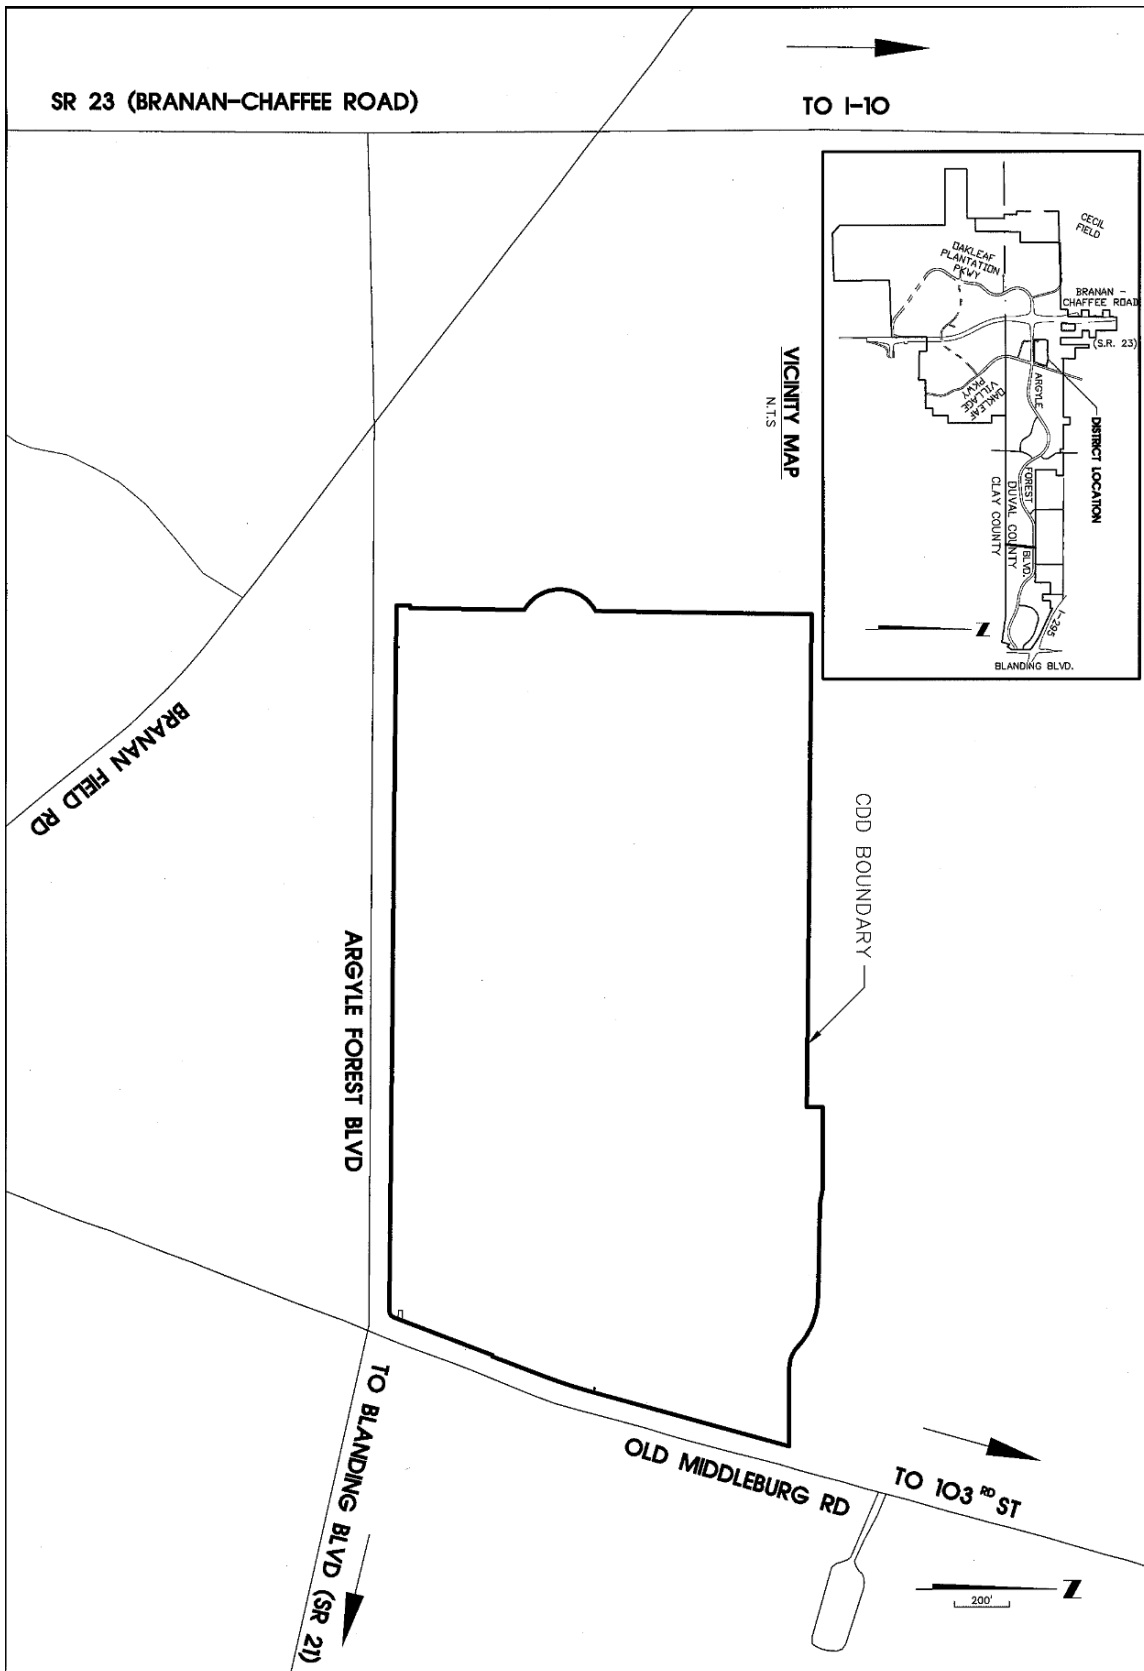 SR 23 (BRANAN-CHAFFEE ROAD)
TO I-10
CECIL
FIELD
OAKLEAF
PLANTATION
PKWY
BRANAN -
CHAFFEE ROAD
(S.R. 23)
OAKLEAF
VILLAGE
PKWY
ARGYLE
FOREST
BLVD.
DISTRICT LOCATION
DUVAL COUNTY
CLAY COUNTY
I-295
BLANDING BLVD.
N
VICINITY MAP
N.T.S
BRANAN FIELD RD
CDD BOUNDARY
ARGYLE FOREST BLVD
OLD MIDDLEBURG RD
TO 103 RD ST
TO BLANDING BLVD (SR 21)
N
200'